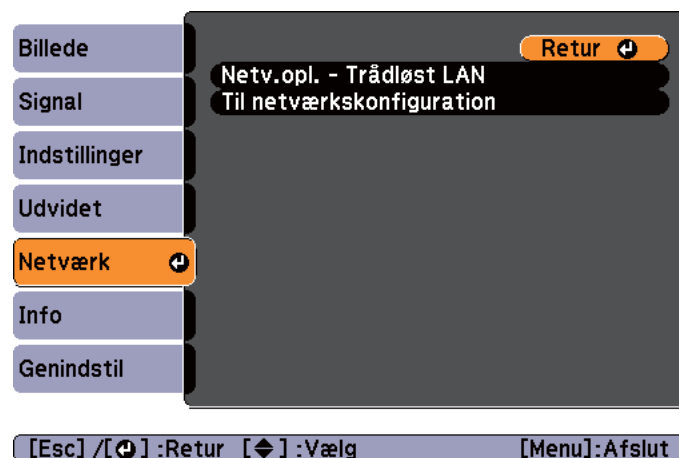 Billede
Signal
Indstillinger
Udvidet
Netværk
Info
Genindstil
Retur
Netv.opl. - Trådløst LAN
Til netværkskonfiguration
[Esc] /[ ] :Retur [ ] :Vælg [Menu]:Afslut